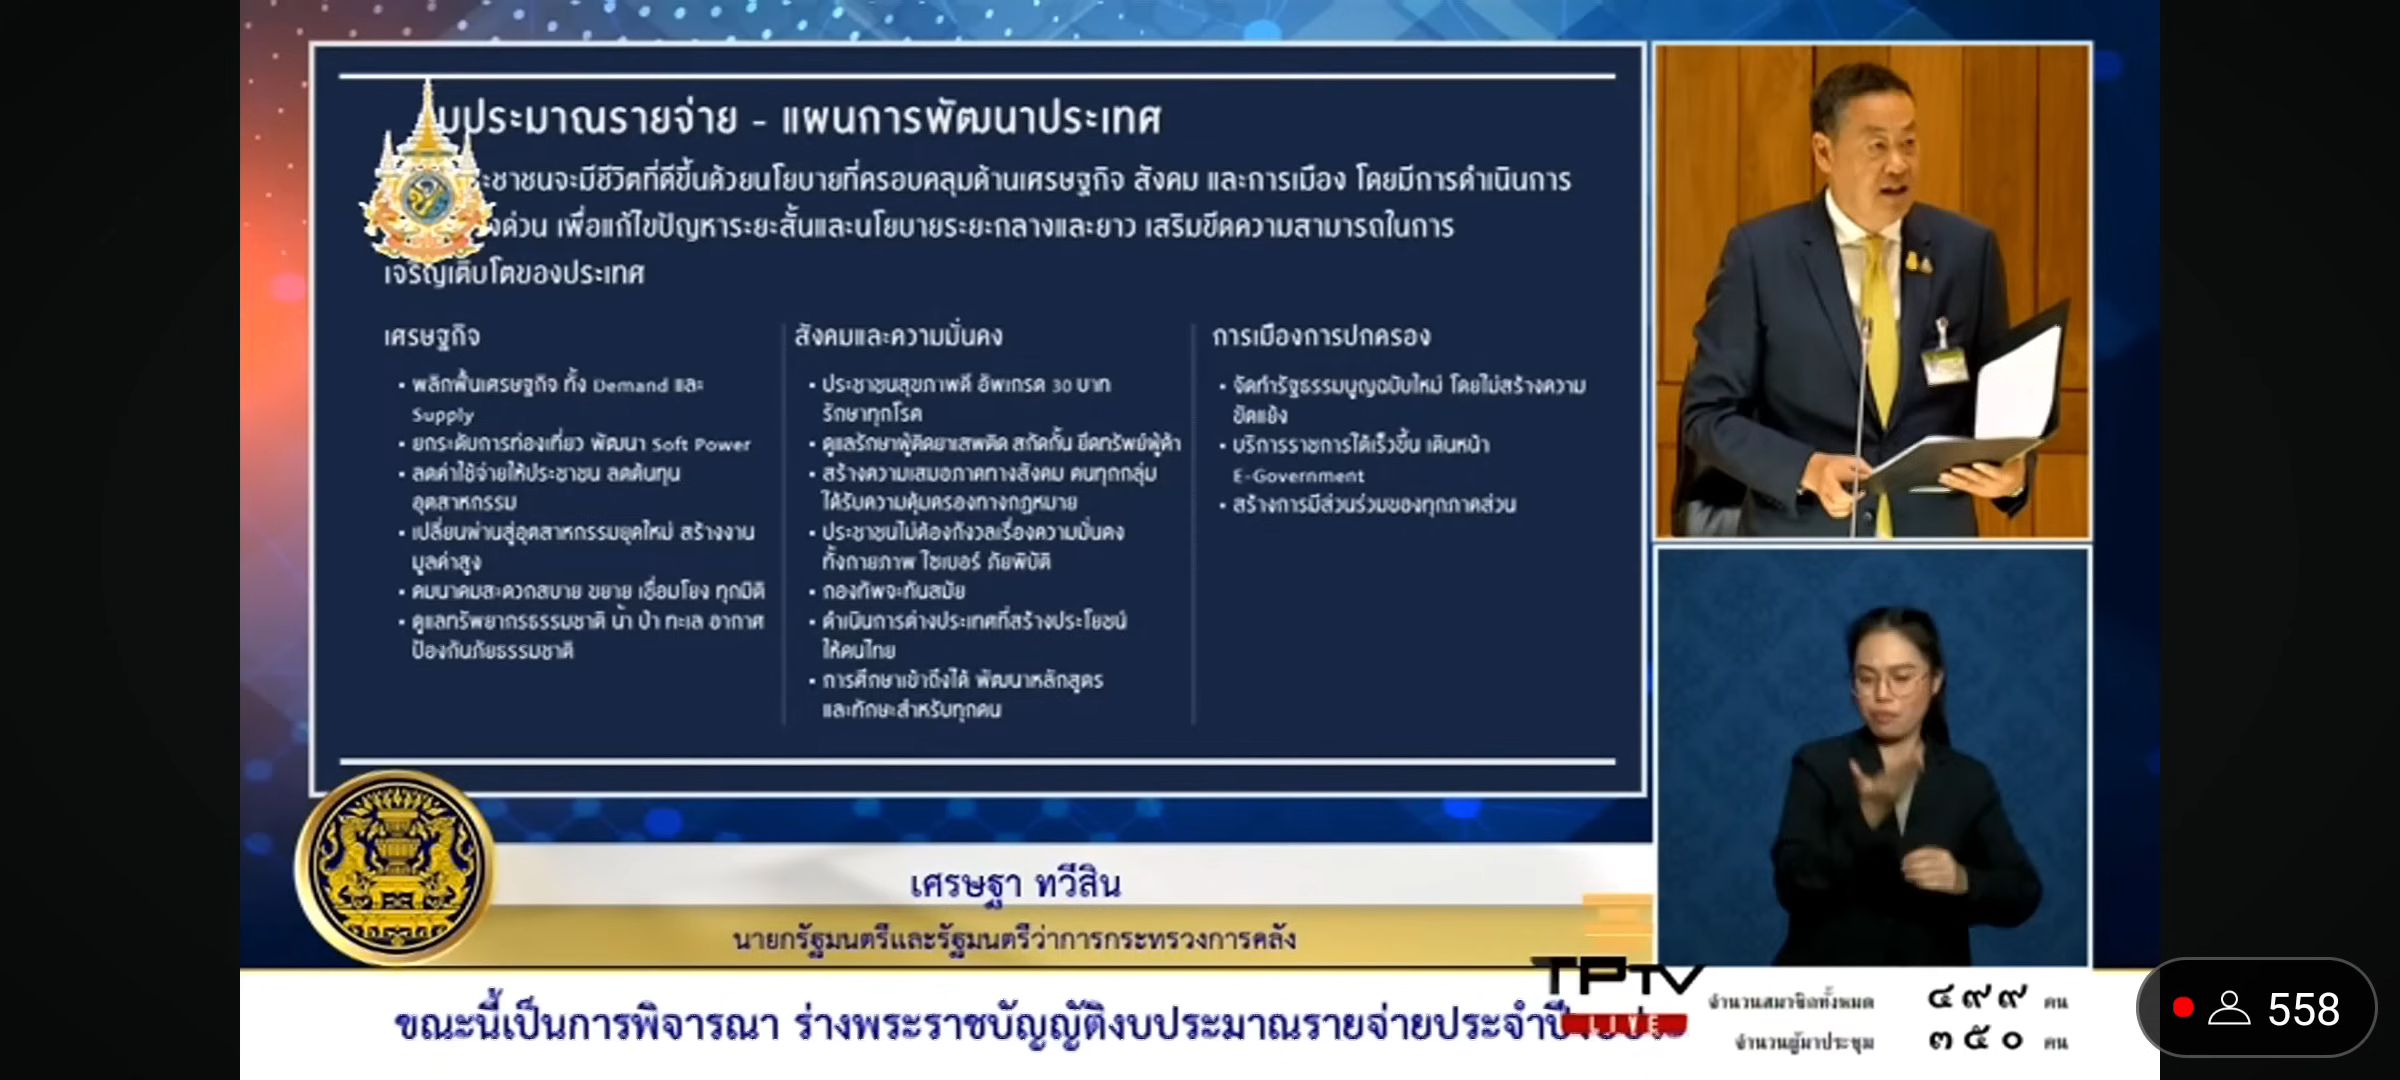 บประมาณรายจ่าย - แผนการพัฒนาประเทศ
ะชาชนจะมีชีวิตที่ดีขึ้นด้วยนโยบายที่ครอบคลุมด้านเศรษฐกิจ สังคม และการเมือง โดยมีการดำเนินการ
งด่วน เพื่อแก้ไขปัญหาระยะสั้นและนโยบายระยะกลางและยาว เสริมขีดความสามารถในการ
เจริญเติบโตของประเทศ
เศรษฐกิจ
• พลิกฟื้นเศรษฐกิจ ทั้ง Demand และ
Supply
• ยกระดับการท่องเที่ยว พัฒนา Soft Power
• ลดค่าใช้จ่ายให้ประชาชน ลดต้นทุน
อุตสาหกรรม
• เปลี่ยนผ่านสู่อุตสาหกรรมยุคใหม่ สร้างงาน
มูลค่าสูง
• คมนาคมสะดวกสบาย ขยาย เชื่อมโยง ทุกมิติ
• ดูแลทรัพยากรธรรมชาติ น้ำ ป่า ทะเล อากาศ
ป้องกันภัยธรรมชาติ
สังคมและความมั่นคง
• ประชาชนสุขภาพดี อัพเกรด 30 บาท
รักษาทุกโรค
• ดูแลรักษาผู้ติดยาเสพติด สกัดกั้น ยึดทรัพย์ผู้ค้า
• สร้างความเสมอภาคทางสังคม คนทุกกลุ่ม
ได้รับความคุ้มครองทางกฎหมาย
• ประชาชนไม่ต้องกังวลเรื่องความมั่นคง
ทั้งกายภาพ ไซเบอร์ ภัยพิบัติ
• กองทัพจะทันสมัย
• ดำเนินการต่างประเทศที่สร้างประโยชน์
ให้คนไทย
• การศึกษาเข้าถึงได้ พัฒนาหลักสูตร
และทักษะสำหรับทุกคน
การเมืองการปกครอง
• จัดทำรัฐธรรมนูญฉบับใหม่ โดยไม่สร้างความ
ขัดแย้ง
• บริการราชการได้เร็วขึ้น เดินหน้า
E-Government
• สร้างการมีส่วนร่วมของทุกภาคส่วน
เศรษฐา ทวีสิน
นายกรัฐมนตรีและรัฐมนตรีว่าการกระทรวงการคลัง
ขณะนี้เป็นการพิจารณา ร่างพระราชบัญญัติงบประมาณรายจ่ายประจำปี
TPTV
LIVE
จำนวนสมาชิกทั้งหมด ๔๙๙ คน
จำนวนผู้มาประชุม ๓๕๐ คน
558